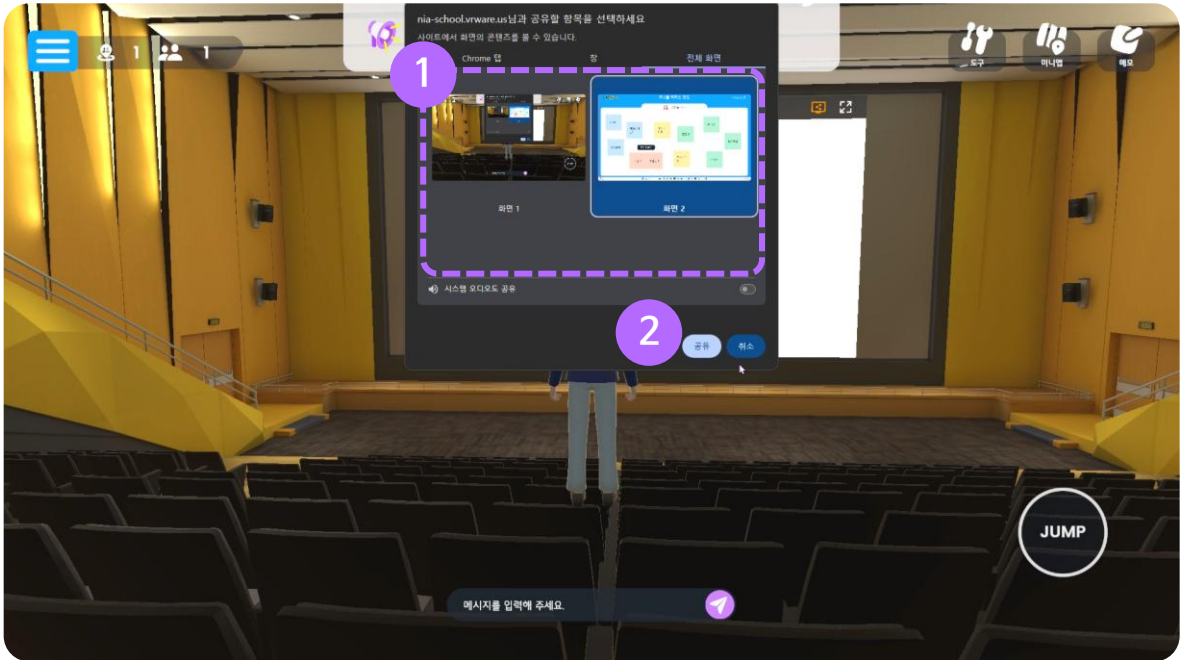 nia-school.vrware.us님과 공유할 항목을 선택하세요
사이트에서 화면의 콘텐츠를 볼 수 있습니다.
1 1
도구 미니맵 메모
Chrome 탭 창 전체 화면
1
화면 1 화면 2
시스템 오디오도 공유
2
공유 취소
JUMP
메시지를 입력해 주세요.